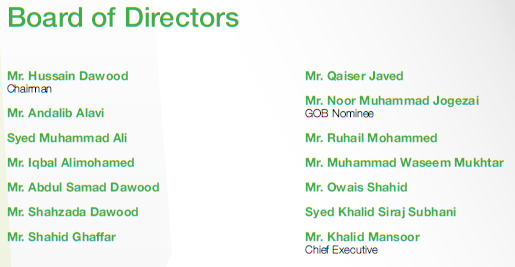 Board of Directors
Mr. Hussain Dawood
Chairman
Mr. Andalib Alavi
Syed Muhammad Ali
Mr. Iqbal Alimohamed
Mr. Abdul Samad Dawood
Mr. Shahzada Dawood
Mr. Shahid Ghaffar
Mr. Qaiser Javed
Mr. Noor Muhammad Jogezai
GOB Nominee
Mr. Ruhail Mohammed
Mr. Muhammad Waseem Mukhtar
Mr. Owais Shahid
Syed Khalid Siraj Subhani
Mr. Khalid Mansoor
Chief Executive